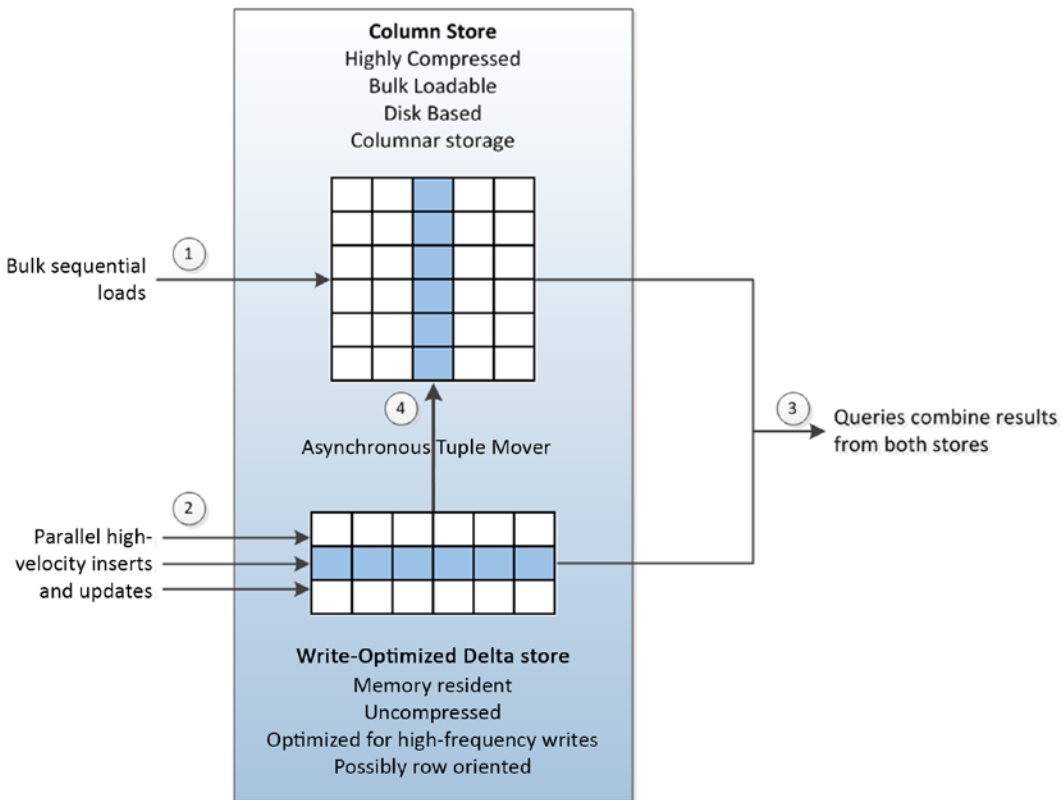 Column Store
Highly Compressed
Bulk Loadable
Disk Based
Columnar storage
1
Bulk sequential
loads
4
3
Queries combine results
from both stores
Asynchronous Tuple Mover
2
Parallel high-
velocity inserts
and updates
Write-Optimized Delta store
Memory resident
Uncompressed
Optimized for high-frequency writes
Possibly row oriented